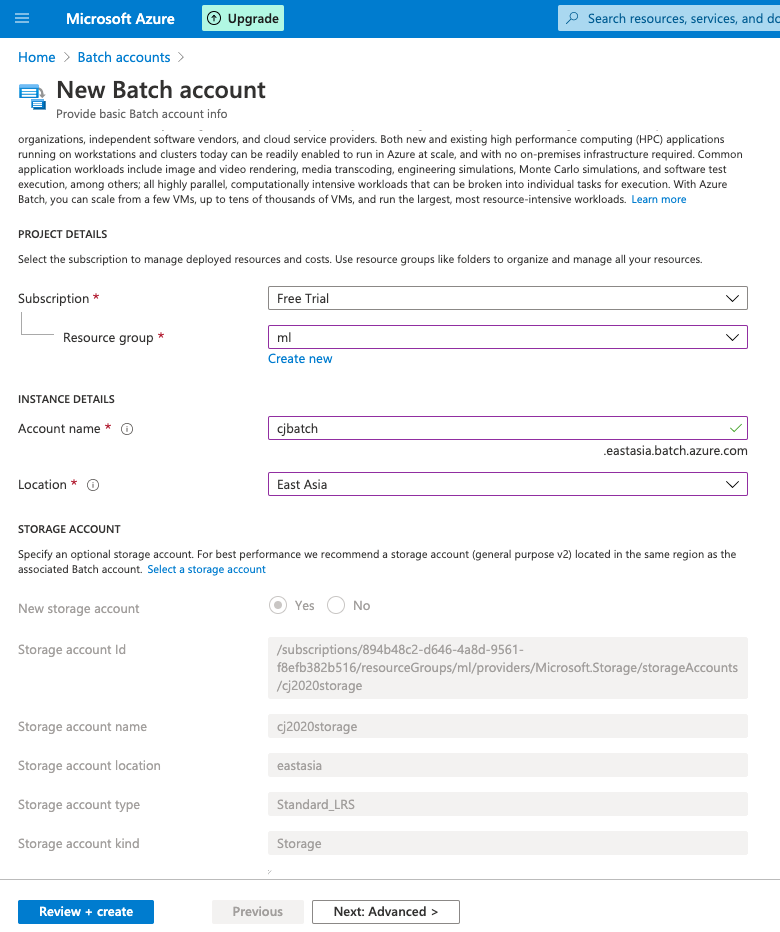 Microsoft Azure
Upgrade
Search resources, services, and do
Home > Batch accounts >
New Batch account
Provide basic Batch account info
organizations, independent software vendors, and cloud service providers. Both new and existing high performance computing (HPC) applications
running on workstations and clusters today can be readily enabled to run in Azure at scale, and with no on-premises infrastructure required. Common
application workloads include image and video rendering, media transcoding, engineering simulations, Monte Carlo simulations, and software test
execution, among others; all highly parallel, computationally intensive workloads that can be broken into individual tasks for execution. With Azure
Batch, you can scale from a few VMs, up to tens of thousands of VMs, and run the largest, most resource-intensive workloads. Learn more
PROJECT DETAILS
Select the subscription to manage deployed resources and costs. Use resource groups like folders to organize and manage all your resources.
Subscription *
Free Trial
Resource group *
ml
Create new
INSTANCE DETAILS
Account name *
cjbatch
.eastasia.batch.azure.com
Location *
East Asia
STORAGE ACCOUNT
Specify an optional storage account. For best performance we recommend a storage account (general purpose v2) located in the same region as the
associated Batch account. Select a storage account
New storage account
Yes No
Storage account Id
/subscriptions/894b48c2-d646-4a8d-9561-
f8efb382b516/resourceGroups/ml/providers/Microsoft.Storage/storageAccounts
/cj2020storage
Storage account name
cj2020storage
Storage account location
eastasia
Storage account type
Standard_LRS
Storage account kind
Storage
Review + create
Previous
Next: Advanced >